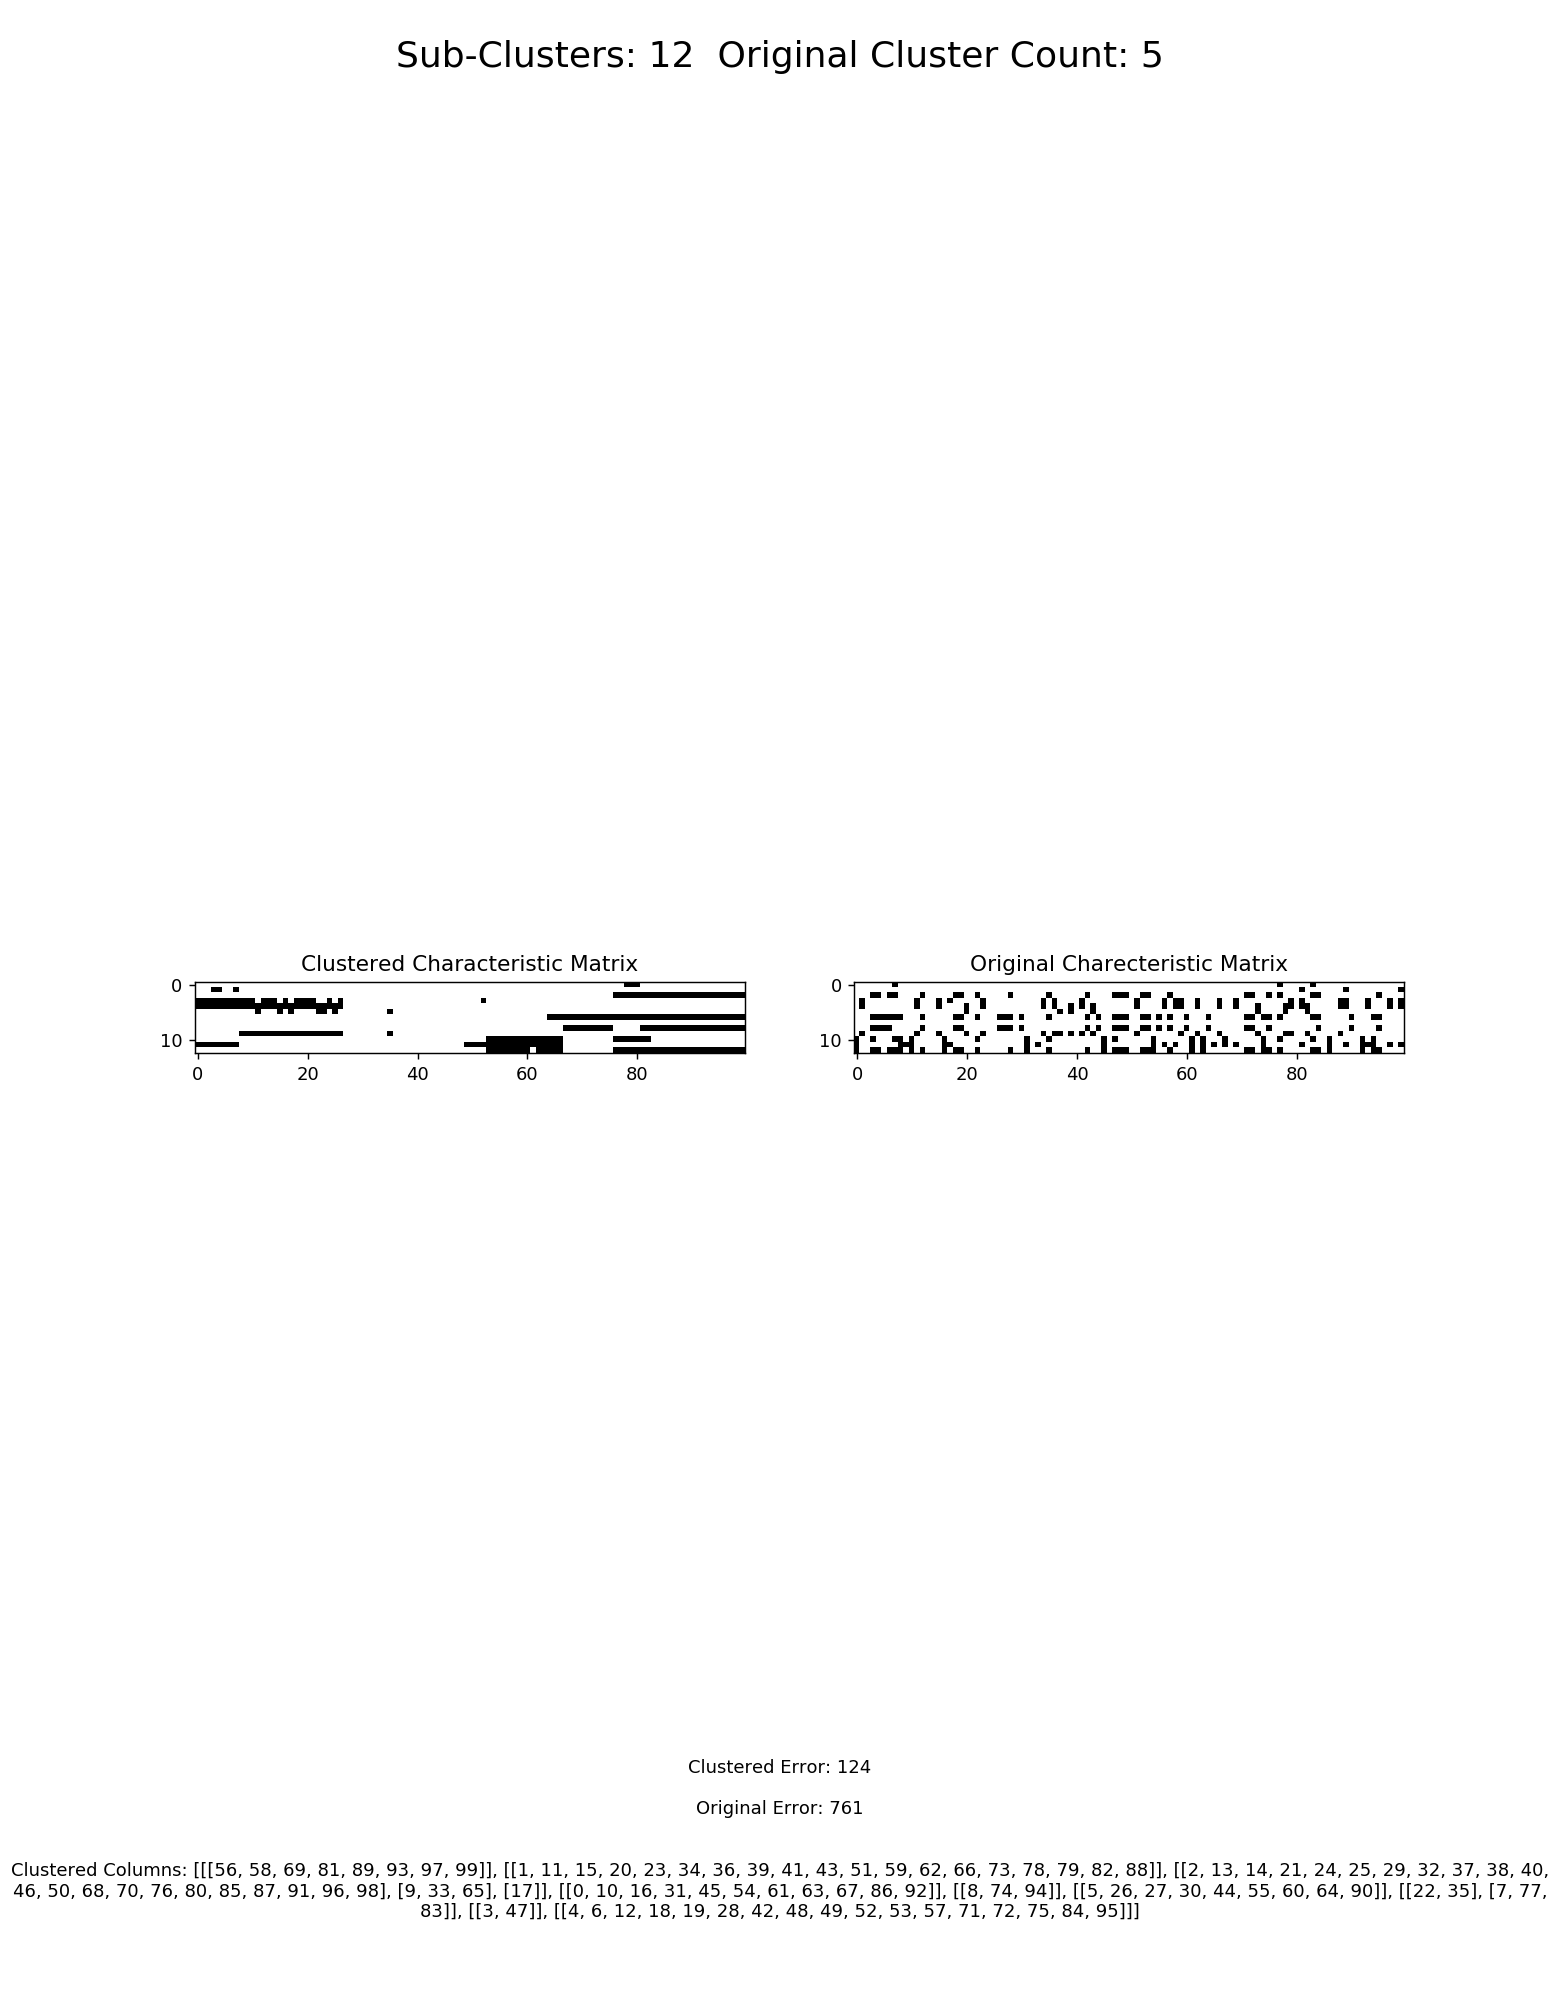 Sub-Clusters: 12  Original Cluster Count: 5
Clustered Characteristic Matrix
0
10
0 20 40 60 80
Original Charecteristic Matrix
0
10
0 20 40 60 80
Clustered Error: 124
Original Error: 761
Clustered Columns: [[[56, 58, 69, 81, 89, 93, 97, 99]], [[1, 11, 15, 20, 23, 34, 36, 39, 41, 43, 51, 59, 62, 66, 73, 78, 79, 82, 88]], [[2, 13, 14, 21, 24, 25, 29, 32, 37, 38, 40,
46, 50, 68, 70, 76, 80, 85, 87, 91, 96, 98], [9, 33, 65], [17]], [[0, 10, 16, 31, 45, 54, 61, 63, 67, 86, 92]], [[8, 74, 94]], [[5, 26, 27, 30, 44, 55, 60, 64, 90]], [[22, 35], [7, 77,
83]], [[3, 47]], [[4, 6, 12, 18, 19, 28, 42, 48, 49, 52, 53, 57, 71, 72, 75, 84, 95]]]